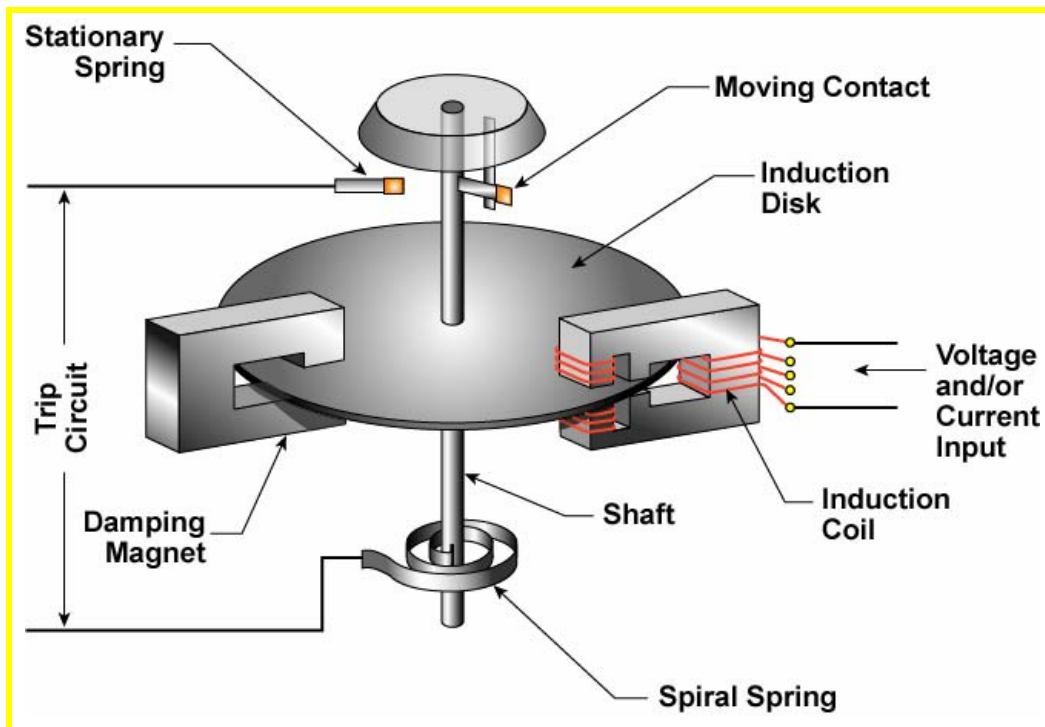 Stationary
Spring
Moving Contact
Induction
Disk
Trip
Circuit
Voltage
and/or
Current
Input
Damping
Magnet
Shaft
Induction
Coil
Spiral Spring